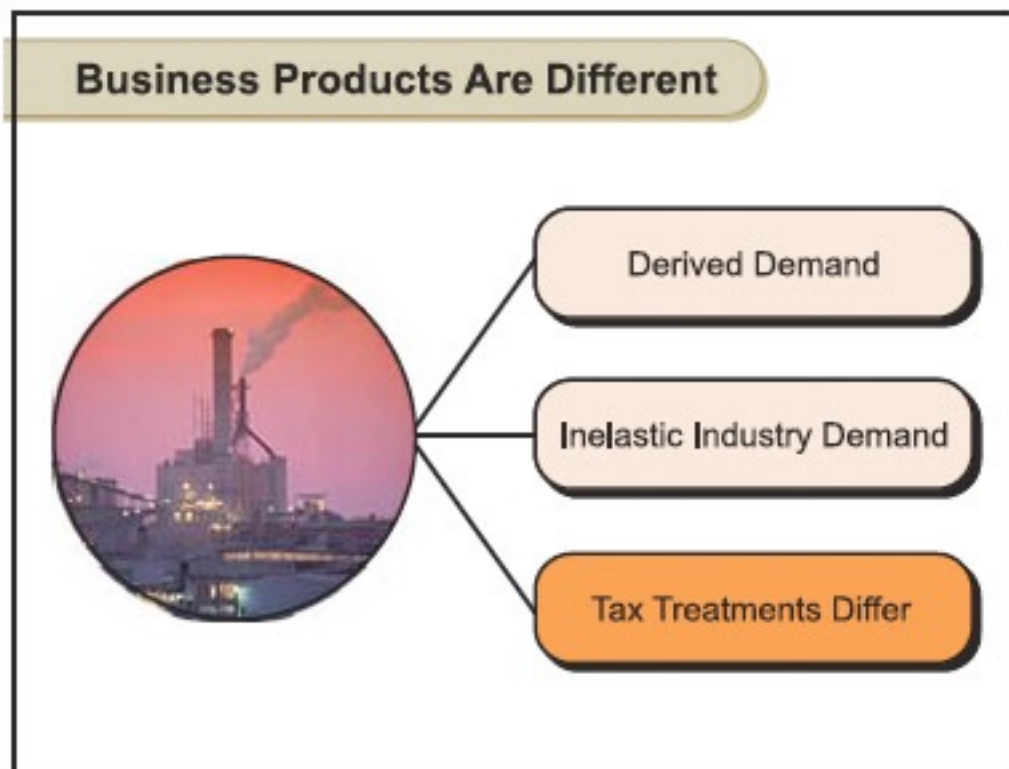 Business Products Are Different
Derived Demand
Inelastic Industry Demand
Tax Treatments Differ